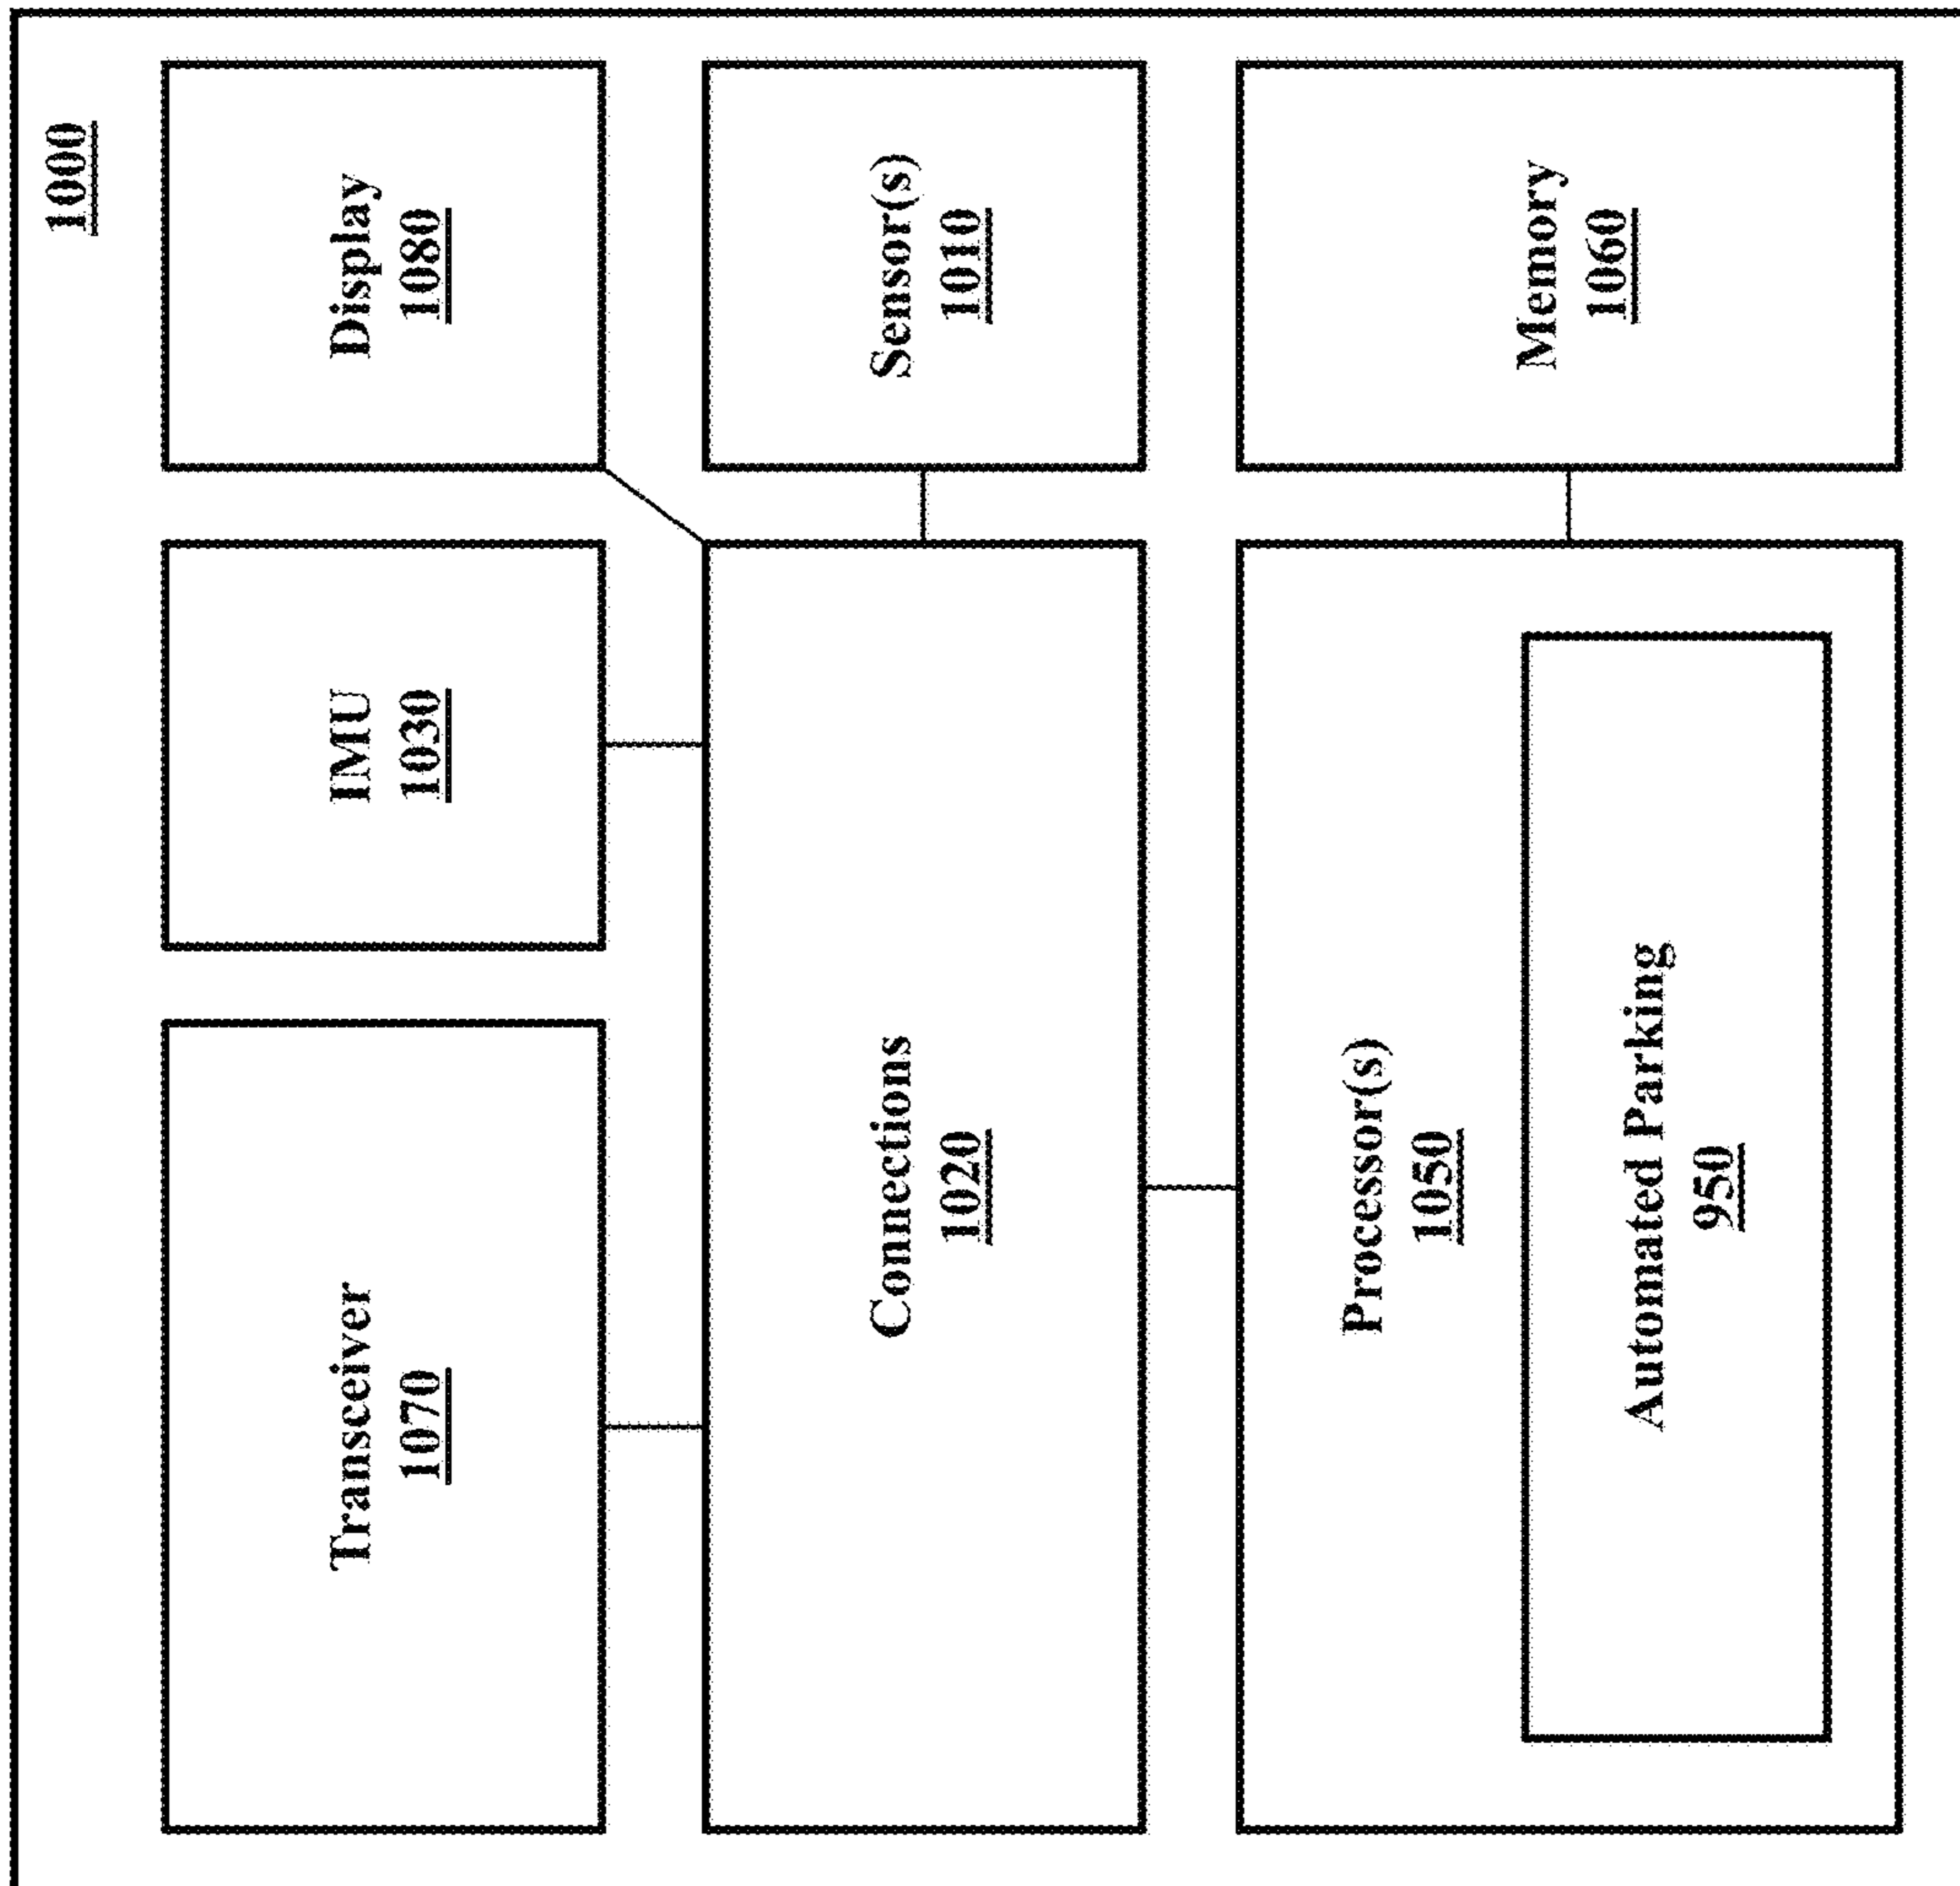 1000
Transceiver
1070
IMU
1030
Display
1080
Connections
1020
Sensor(s)
1010
Processor(s)
1050
Automated Parking
950
Memory
1060